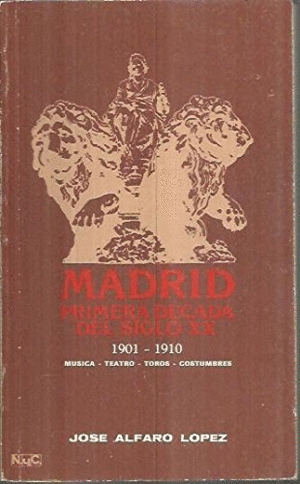 MADRID
PRIMERA DECADA
DEL SIGLO XX
1901 - 1910
MUSICA - TEATRO - TOROS - COSTUMBRES
JOSE ALFARO LOPEZ
N.y.C.